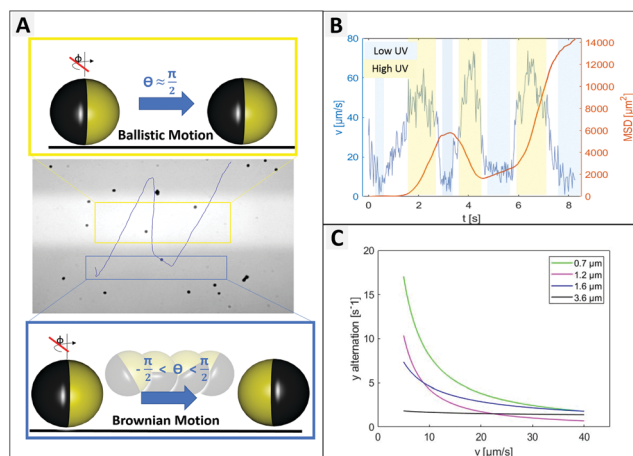 A
ϕ
Θ ≈ π/2
Ballistic Motion
ϕ
- π/2 < Θ < π/2
Brownian Motion
B
Low UV
High UV
80
60
40
20
0
v [μm/s]
14000
12000
10000
8000
6000
4000
2000
0
MSD [μm²]
0 2 4 6 8
t [s]
C
0.7 μm
1.2 μm
1.6 μm
3.6 μm
20
15
10
5
0
y alternation [s⁻¹]
0 10 20 30 40
v [μm/s]